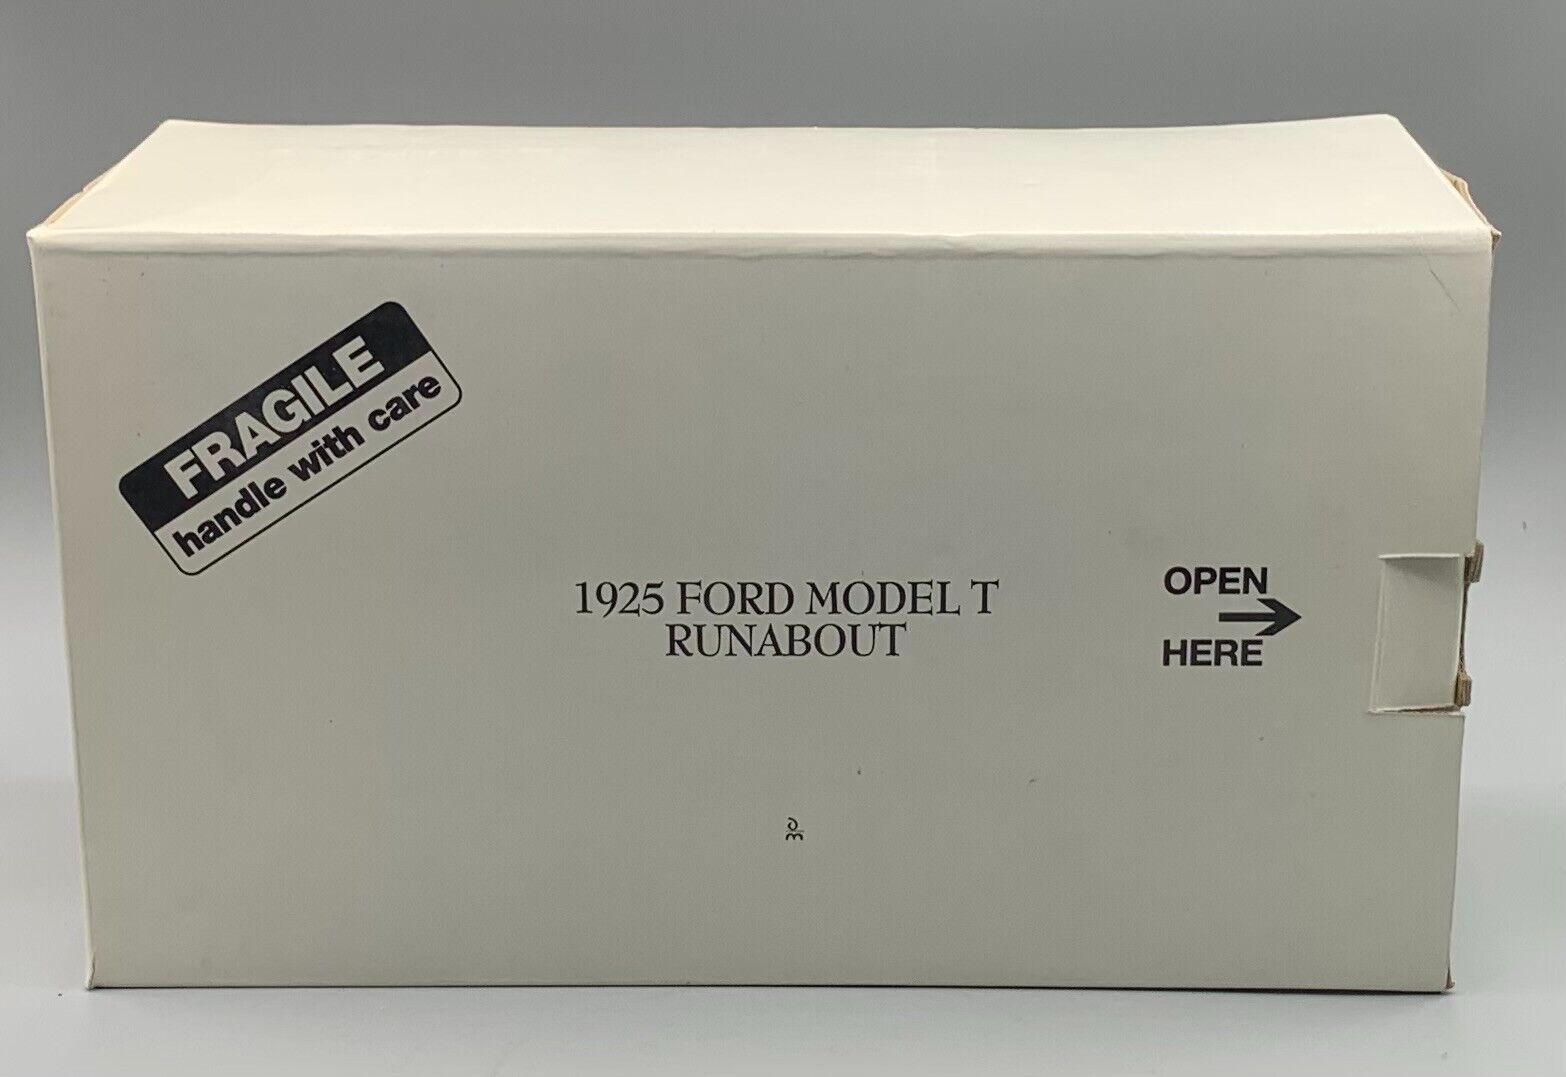 FRAGILE
handle with care
1925 FORD MODEL T
RUNABOUT
OPEN
HERE